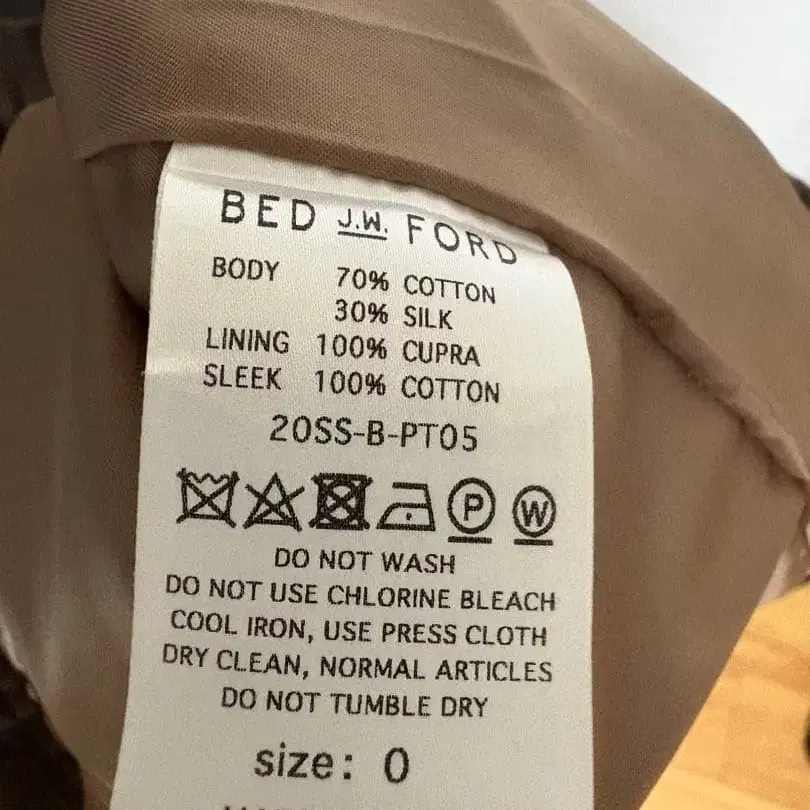 BED J.W. FORD
BODY 70% COTTON
30% SILK
LINING 100% CUPRA
SLEEK 100% COTTON
20SS-B-PT05
P W
DO NOT WASH
DO NOT USE CHLORINE BLEACH
COOL IRON, USE PRESS CLOTH
DRY CLEAN, NORMAL ARTICLES
DO NOT TUMBLE DRY
size: 0